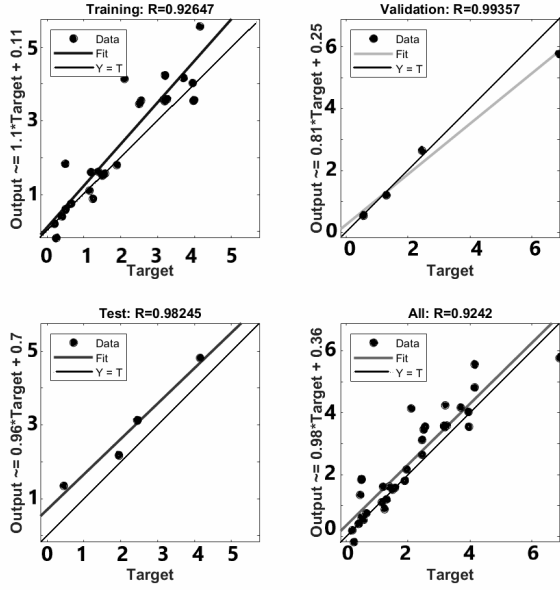 Training: R=0.92647
Output ~= 1.1*Target + 0.11
5
3
1
Data
Fit
Y = T
0 1 2 3 4 5
Target
Validation: R=0.99357
Output ~= 0.81*Target + 0.25
6
4
2
0
Data
Fit
Y = T
0 2 4 6
Target
Test: R=0.98245
Output ~= 0.96*Target + 0.7
5
3
1
Data
Fit
Y = T
0 1 2 3 4 5
Target
All: R=0.9242
Output ~= 0.98*Target + 0.36
6
4
2
0
Data
Fit
Y = T
0 2 4 6
Target